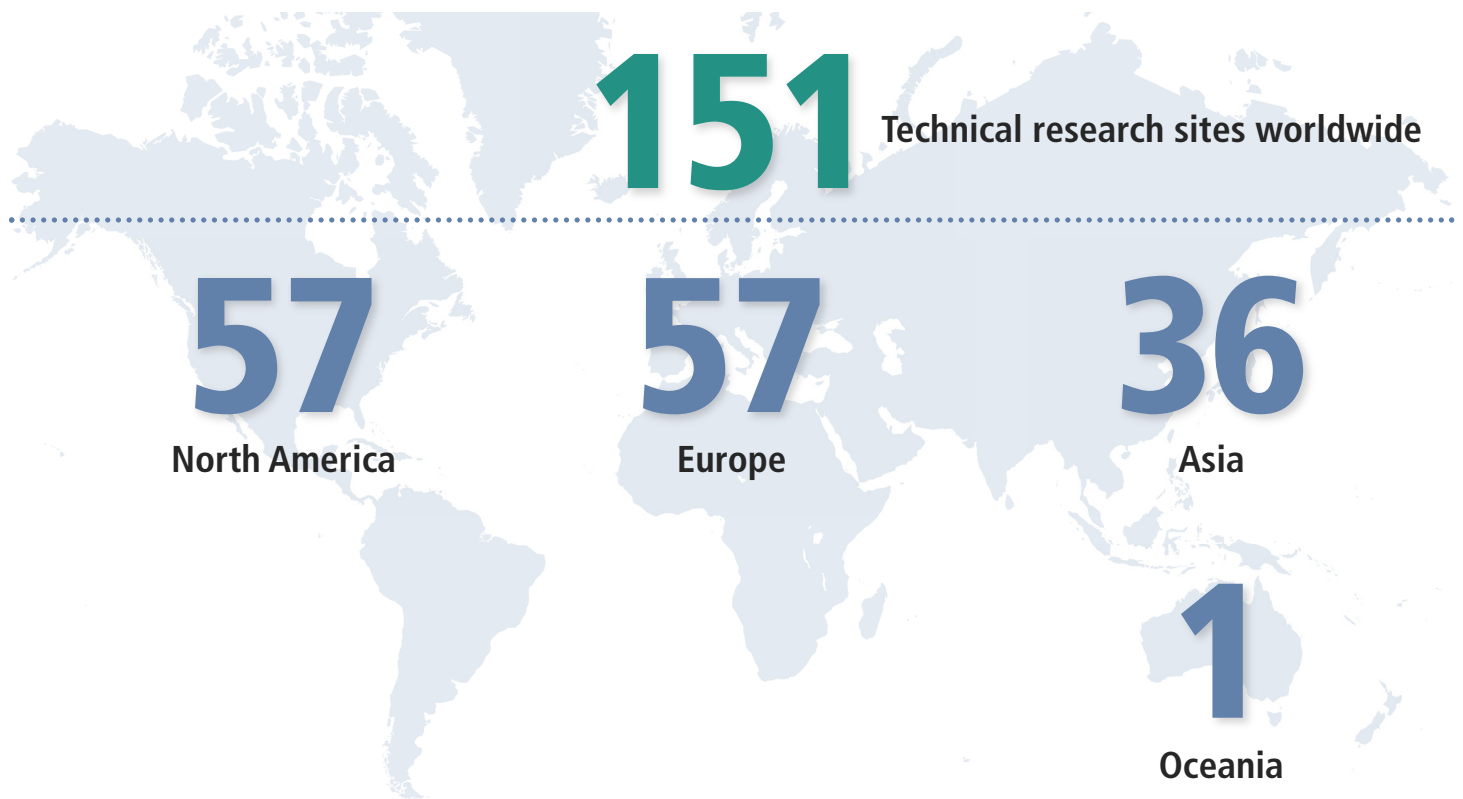 151
Technical research sites worldwide
57
57
36
North America
Europe
Asia
1
Oceania